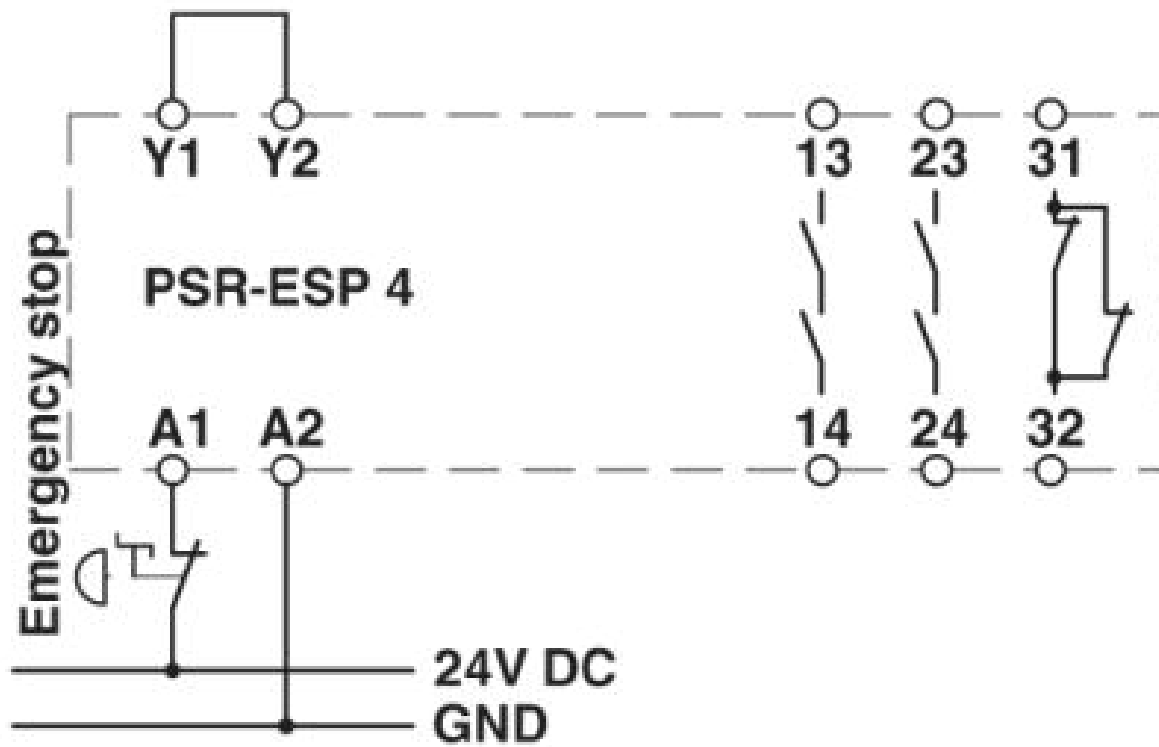 Y1 Y2 13 23 31
PSR-ESP 4
Emergency stop
A1 A2 14 24 32
24V DC
GND